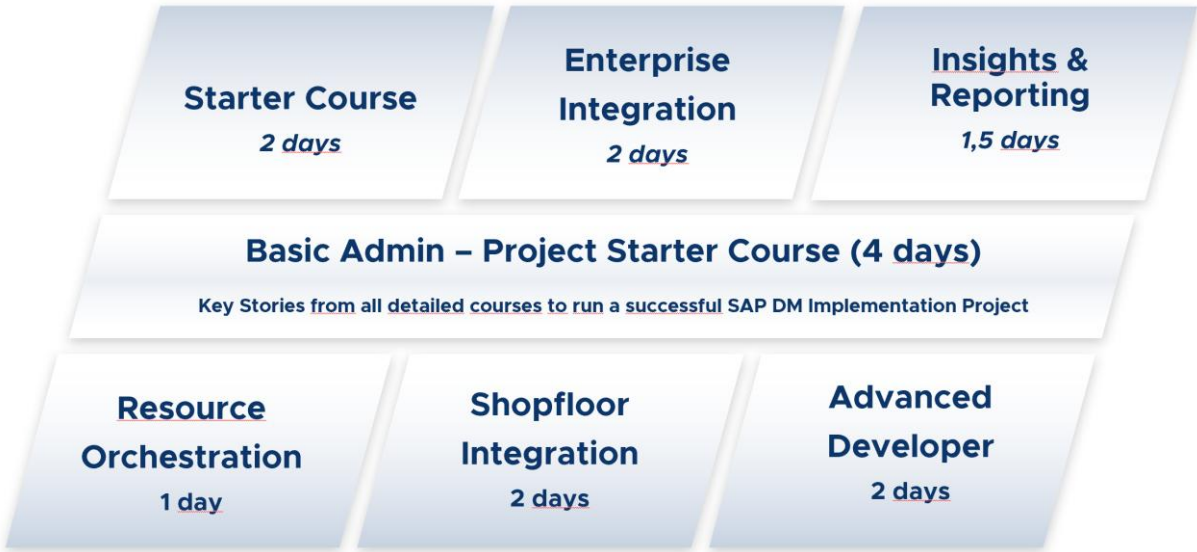 Starter Course
2 days
Enterprise
Integration
2 days
Insights &
Reporting
1,5 days
Basic Admin – Project Starter Course (4 days)
Key Stories from all detailed courses to run a successful SAP DM Implementation Project
Resource
Orchestration
1 day
Shopfloor
Integration
2 days
Advanced
Developer
2 days